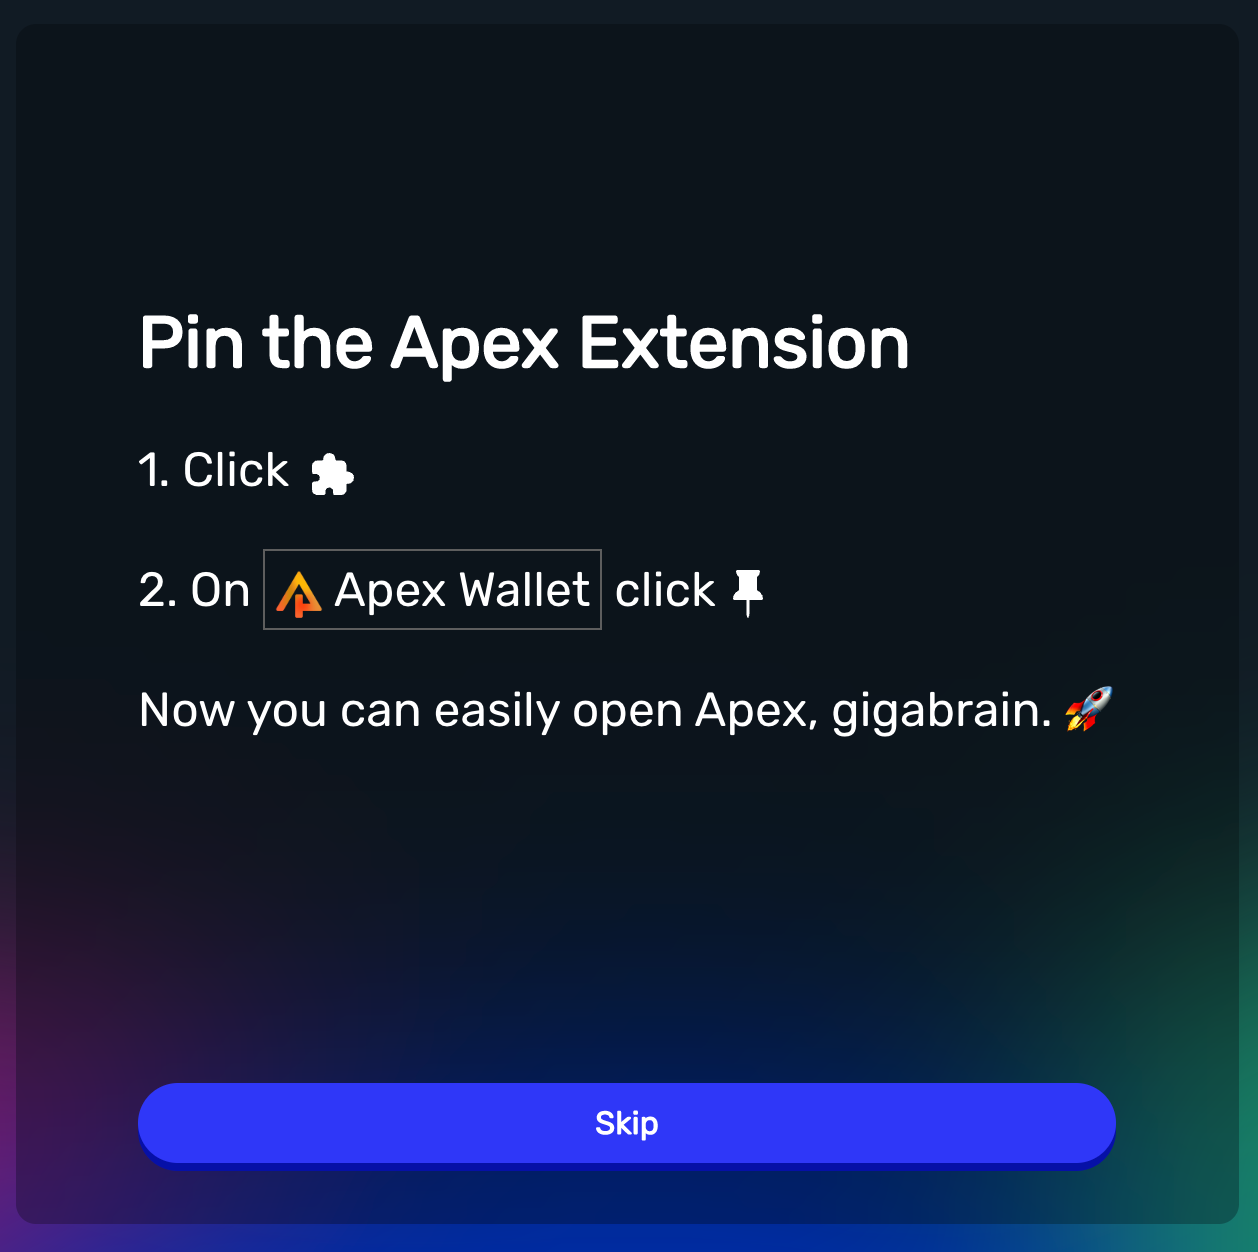 Pin the Apex Extension
1. Click
2. On Apex Wallet click
Now you can easily open Apex, gigabrain. 🚀
Skip